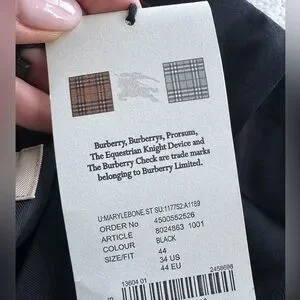 Burberry, Burberrys, Prorsum,
The Equestrian Knight Device and
The Burberry Check are trade marks
belonging to Burberry Limited.
U:MARYLEBONE.ST SU:117752.A1189
ORDER No 4500552526
ARTICLE 8024863 1001
COLOUR BLACK
SIZE/FIT 44
34 US
44 EU
13604 01 2458698